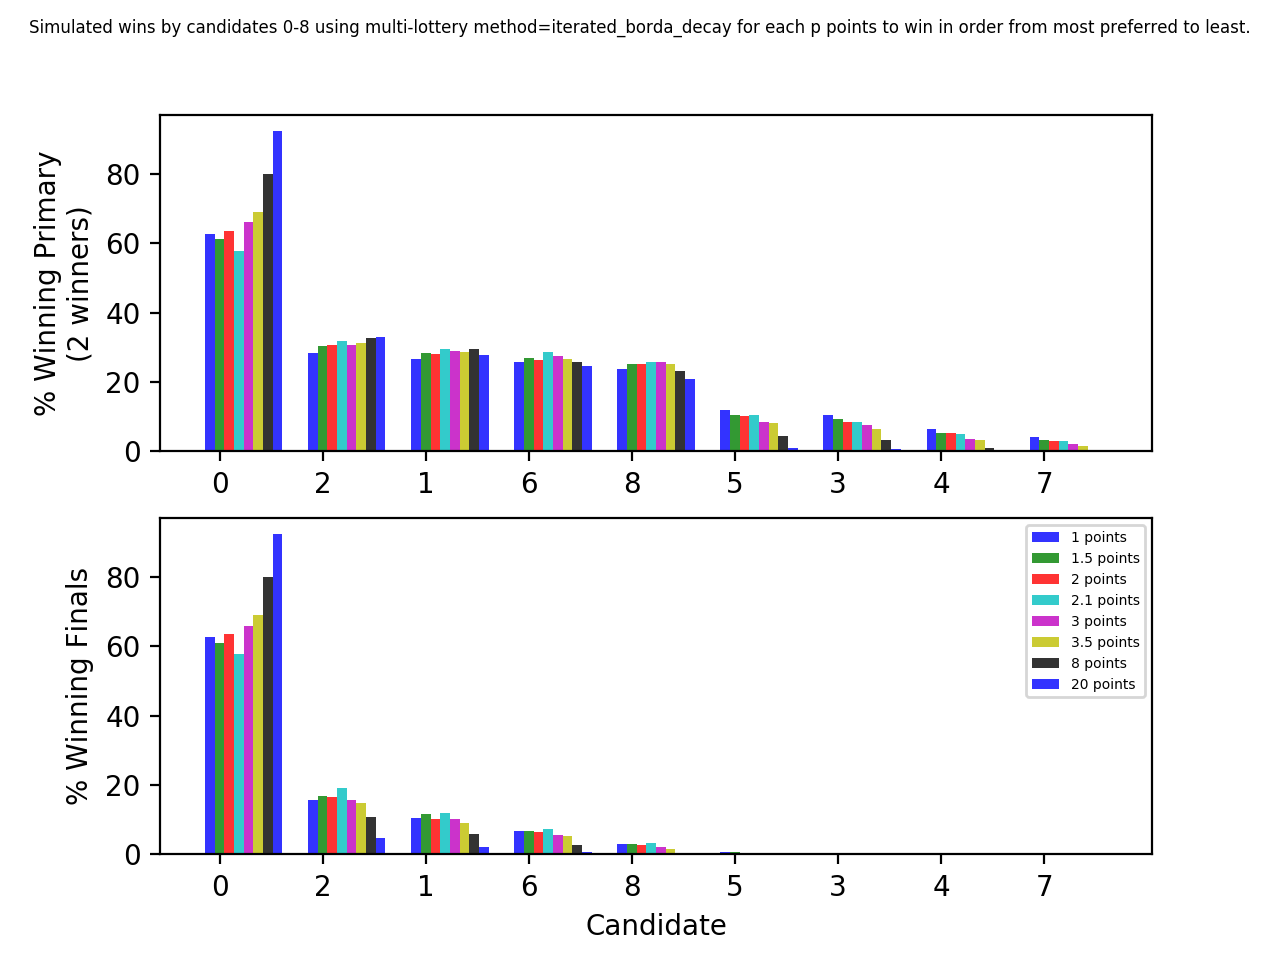 Simulated wins by candidates 0-8 using multi-lottery method=iterated_borda_decay for each p points to win in order from most preferred to least.
% Winning Primary
(2 winners)
80
60
40
20
0
0 2 1 6 8 5 3 4 7
% Winning Finals
80
60
40
20
0
1 points
1.5 points
2 points
2.1 points
3 points
3.5 points
8 points
20 points
0 2 1 6 8 5 3 4 7
Candidate